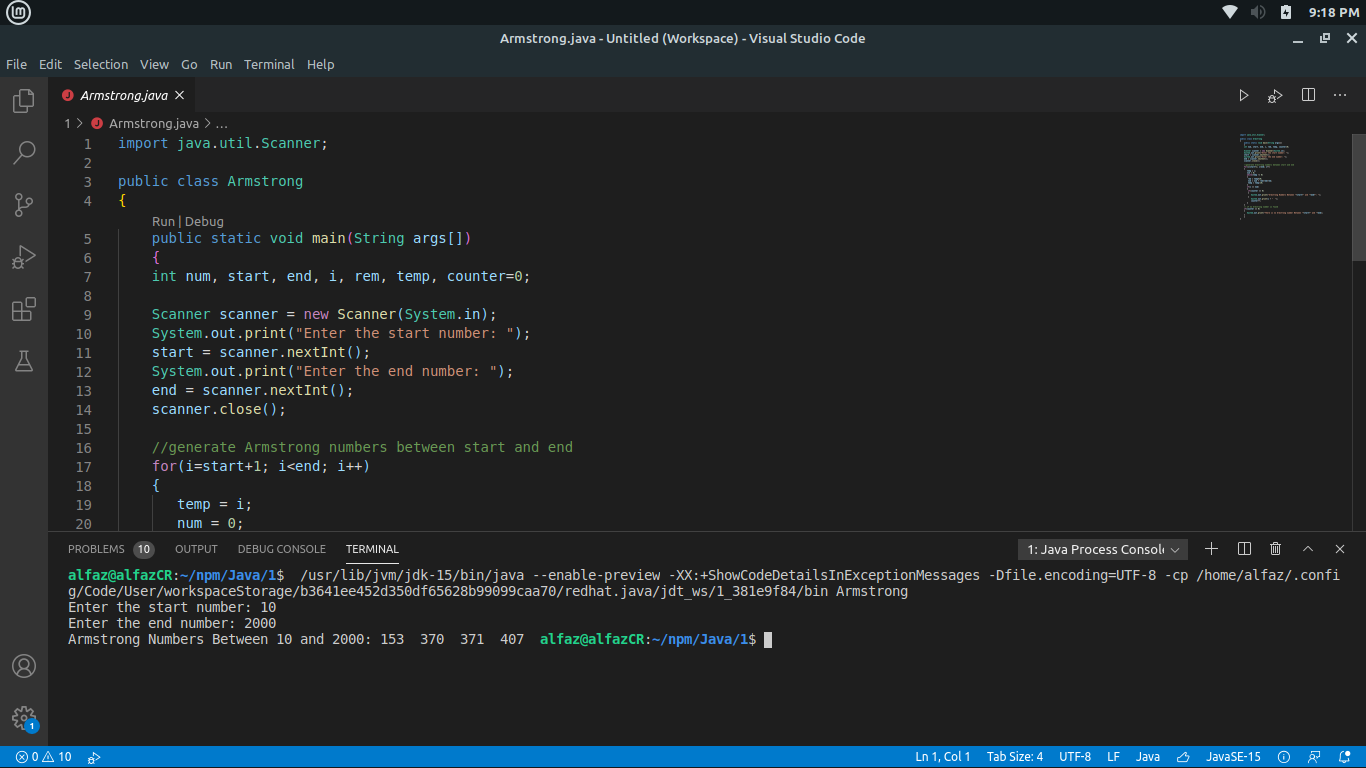 9:18 PM
Armstrong.java - Untitled (Workspace) - Visual Studio Code
File Edit Selection View Go Run Terminal Help
Armstrong.java
1 > Armstrong.java > ...
1 import java.util.Scanner;
2
3 public class Armstrong
4 {
Run | Debug
5 public static void main(String args[])
6 {
7 int num, start, end, i, rem, temp, counter=0;
8
9 Scanner scanner = new Scanner(System.in);
10 System.out.print("Enter the start number: ");
11 start = scanner.nextInt();
12 System.out.print("Enter the end number: ");
13 end = scanner.nextInt();
14 scanner.close();
15
16 //generate Armstrong numbers between start and end
17 for(i=start+1; i<end; i++)
18 {
19 temp = i;
20 num = 0;
PROBLEMS 10 OUTPUT DEBUG CONSOLE TERMINAL 1: Java Process Console
alfaz@alfazCR:~/npm/Java/1$ /usr/lib/jvm/jdk-15/bin/java --enable-preview -XX:+ShowCodeDetailsInExceptionMessages -Dfile.encoding=UTF-8 -cp /home/alfaz/.confi
g/Code/User/workspaceStorage/b3641ee452d350df65628b99099caa70/redhat.java/jdt_ws/1_381e9f84/bin Armstrong
Enter the start number: 10
Enter the end number: 2000
Armstrong Numbers Between 10 and 2000: 153 370 371 407 alfaz@alfazCR:~/npm/Java/1$
1
0 10 Ln 1, Col 1 Tab Size: 4 UTF-8 LF Java JavaSE-15